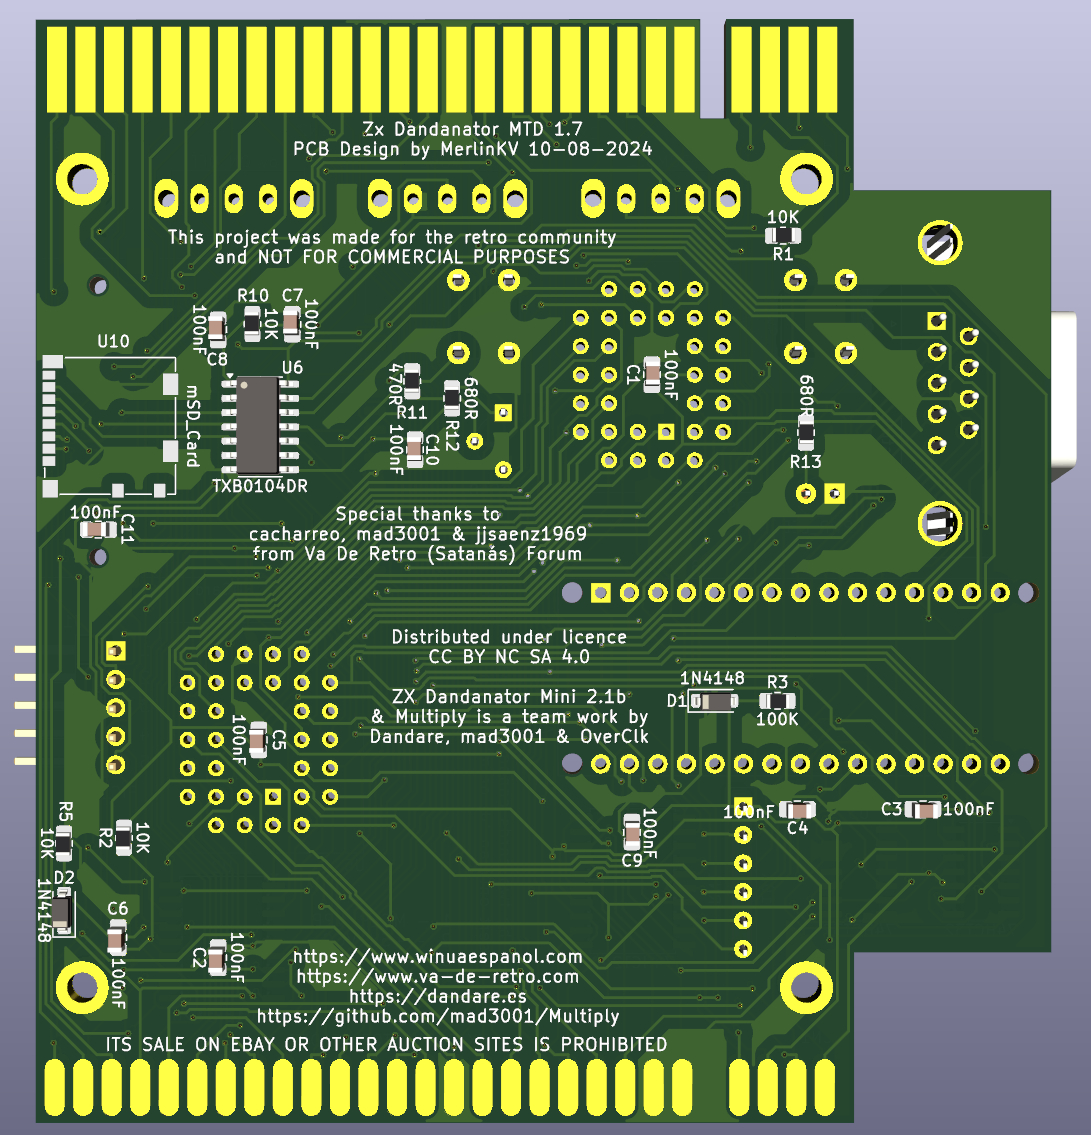 Zx Dandanator MTD 1.7
PCB Design by MerlinKV 10-08-2024
This project was made for the retro community
and NOT FOR COMMERCIAL PURPOSES
10K
R1
R10
C7
100nF
10K
100nF
C8
U10
U6
mSD_Card
TXB0104DR
470R
R11
680R
R12
100nF
C10
C1
100nF
680R
R13
100nF
C11
Special thanks to
cacharreo, mad3001 & jjsaenz1969
from Va De Retro (Satanás) Forum
Distributed under licence
CC BY NC SA 4.0
ZX Dandanator Mini 2.1b
& Multiply is a team work by
Dandare, mad3001 & OverClk
1N4148
D1
R3
100K
100nF
C5
R5
10K
R2
10K
D2
1N4148
100nF
C9
100nF
C4
C3
100nF
C6
100nF
C2
100nF
https://www.winuaespanol.com
https://www.va-de-retro.com
https://dandare.es
https://github.com/mad3001/Multiply
ITS SALE ON EBAY OR OTHER AUCTION SITES IS PROHIBITED